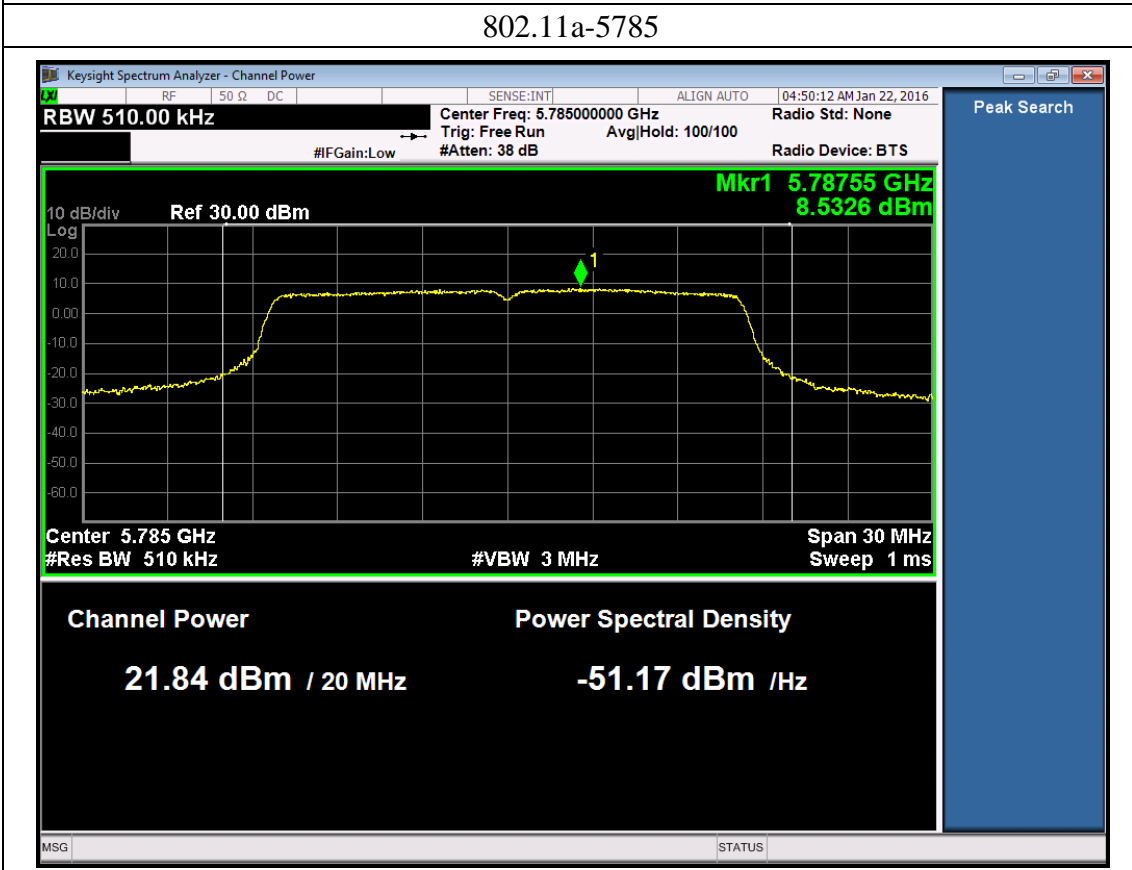 802.11a-5785
Keysight Spectrum Analyzer - Channel Power
LXI RF 50 Ω DC SENSE:INT ALIGN AUTO 04:50:12 AM Jan 22, 2016
RBW 510.00 kHz Center Freq: 5.785000000 GHz Radio Std: None Peak Search
Trig: Free Run Avg|Hold: 100/100
#IFGain:Low #Atten: 38 dB Radio Device: BTS
Mkr1 5.78755 GHz
10 dB/div Ref 30.00 dBm 8.5326 dBm
Log
20.0
1
10.0
0.00
-10.0
-20.0
-30.0
-40.0
-50.0
-60.0
Center 5.785 GHz Span 30 MHz
#Res BW 510 kHz #VBW 3 MHz Sweep 1 ms
Channel Power Power Spectral Density
21.84 dBm / 20 MHz -51.17 dBm /Hz
MSG STATUS